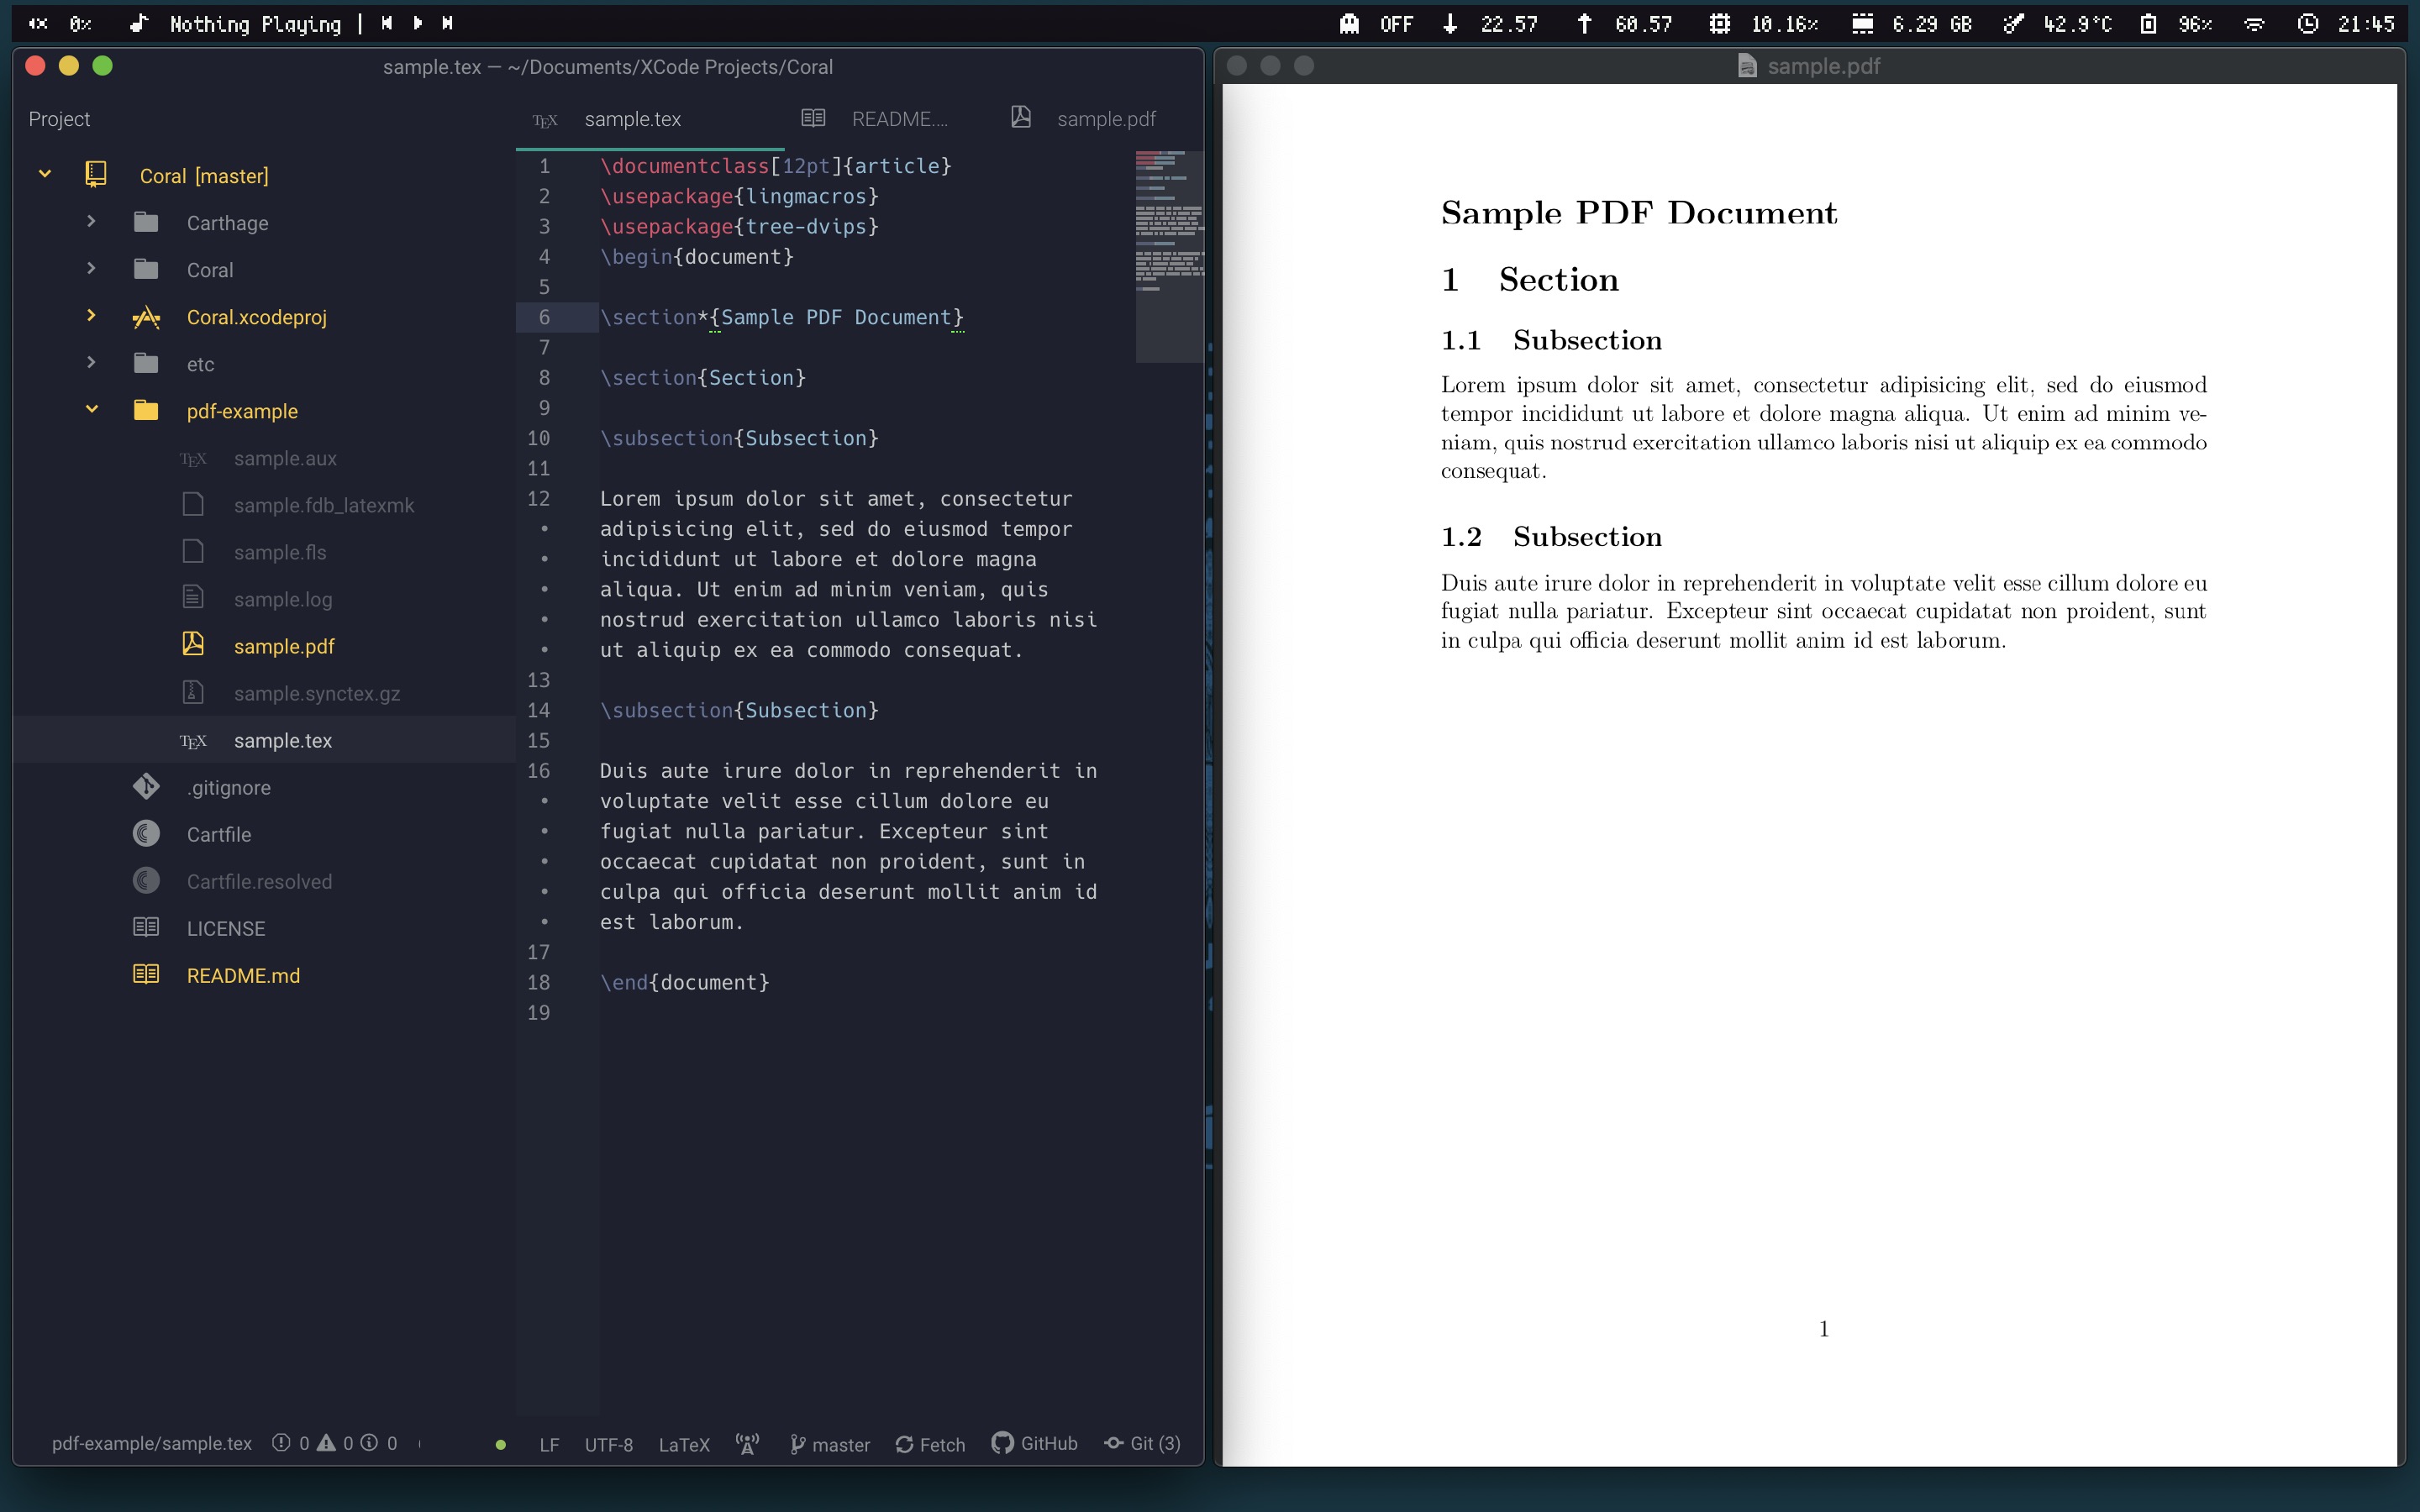 0% Nothing Playing |
OFF 22.57 60.57 10.16% 6.29 GB 42.9°C 96% 21:45
sample.tex — ~/Documents/XCode Projects/Coral
Project
Coral [master]
Carthage
Coral
Coral.xcodeproj
etc
pdf-example
TEX sample.aux
sample.fdb_latexmk
sample.fls
sample.log
sample.pdf
sample.synctex.gz
TEX sample.tex
.gitignore
Cartfile
Cartfile.resolved
LICENSE
README.md
TEX sample.tex README.... sample.pdf
1 \documentclass[12pt]{article}
2 \usepackage{lingmacros}
3 \usepackage{tree-dvips}
4 \begin{document}
5
6 \section*{Sample PDF Document}
7
8 \section{Section}
9
10 \subsection{Subsection}
11
12 Lorem ipsum dolor sit amet, consectetur
• adipisicing elit, sed do eiusmod tempor
• incididunt ut labore et dolore magna
• aliqua. Ut enim ad minim veniam, quis
• nostrud exercitation ullamco laboris nisi
• ut aliquip ex ea commodo consequat.
13
14 \subsection{Subsection}
15
16 Duis aute irure dolor in reprehenderit in
• voluptate velit esse cillum dolore eu
• fugiat nulla pariatur. Excepteur sint
• occaecat cupidatat non proident, sunt in
• culpa qui officia deserunt mollit anim id
• est laborum.
17
18 \end{document}
19
pdf-example/sample.tex 0 0 0 LF UTF-8 LaTeX master Fetch GitHub Git (3)
sample.pdf
Sample PDF Document
1 Section
1.1 Subsection
Lorem ipsum dolor sit amet, consectetur adipisicing elit, sed do eiusmod
tempor incididunt ut labore et dolore magna aliqua. Ut enim ad minim ve-
niam, quis nostrud exercitation ullamco laboris nisi ut aliquip ex ea commodo
consequat.
1.2 Subsection
Duis aute irure dolor in reprehenderit in voluptate velit esse cillum dolore eu
fugiat nulla pariatur. Excepteur sint occaecat cupidatat non proident, sunt
in culpa qui officia deserunt mollit anim id est laborum.
1